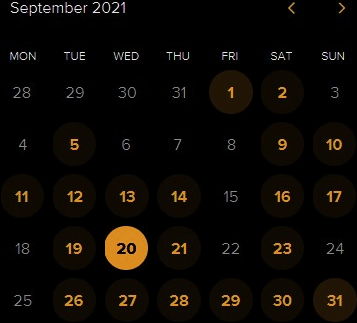 September 2021
MON TUE WED THU FRI SAT SUN
28 29 30 31 1 2 3
4 5 6 7 8 9 10
11 12 13 14 15 16 17
18 19 20 21 22 23 24
25 26 27 28 29 30 31